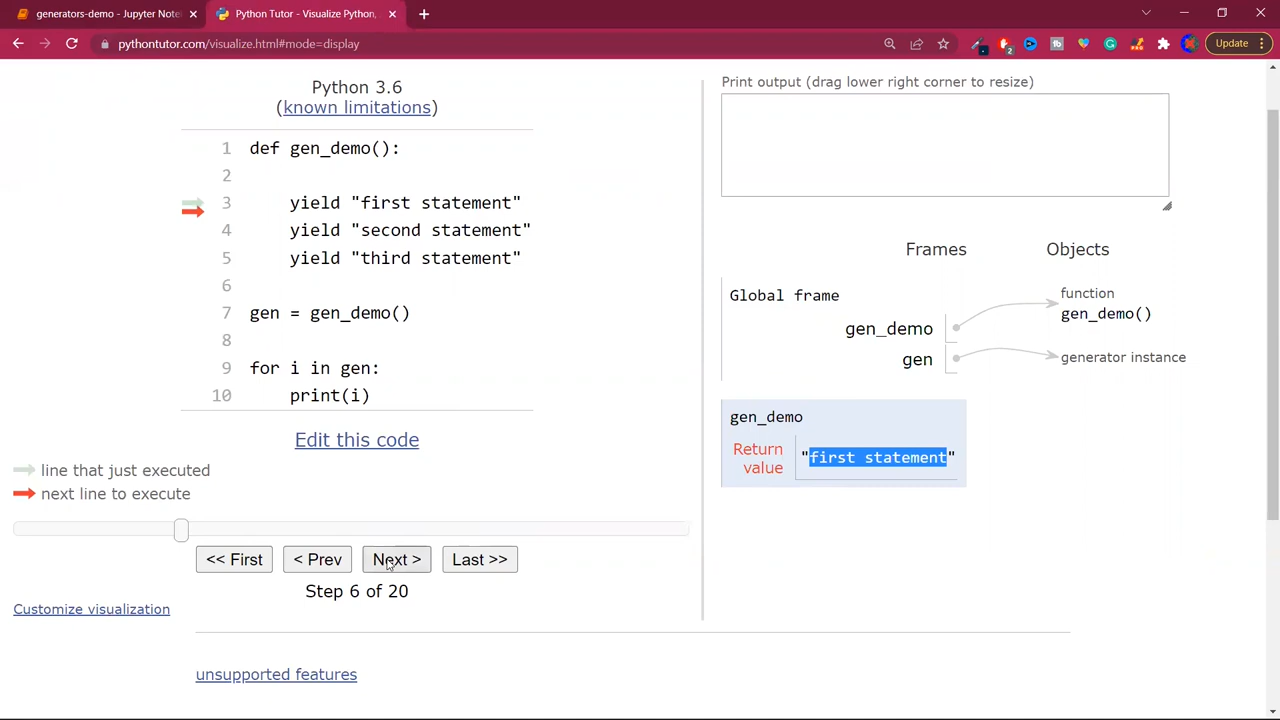 generators-demo - Jupyter Note
Python Tutor - Visualize Python,
pythontutor.com/visualize.html#mode=display
2
Update
Python 3.6
(known limitations)
1 def gen_demo():
2
3 yield "first statement"
4 yield "second statement"
5 yield "third statement"
6
7 gen = gen_demo()
8
9 for i in gen:
10 print(i)
Edit this code
line that just executed
next line to execute
<< First < Prev Next > Last >>
Step 6 of 20
Customize visualization
unsupported features
Print output (drag lower right corner to resize)
Frames Objects
Global frame
gen_demo
gen
function
gen_demo()
generator instance
gen_demo
Return
value
"first statement"